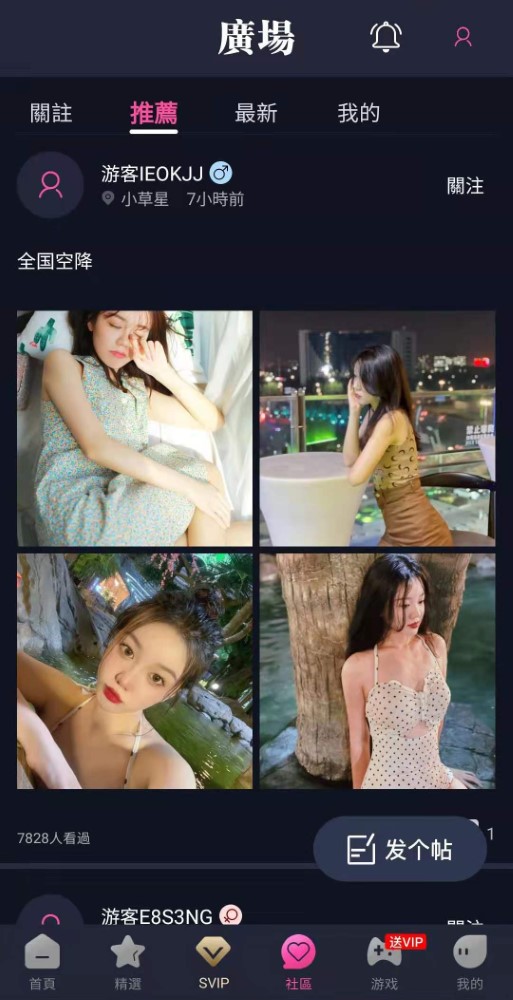 廣場
關註 推薦 最新 我的
游客IEOKJJ
關注
小草星 7小時前
全国空降
7828人看過
1
发个帖
游客E8S3NG
送VIP
首頁 精選 SVIP 社區 游戏 我的